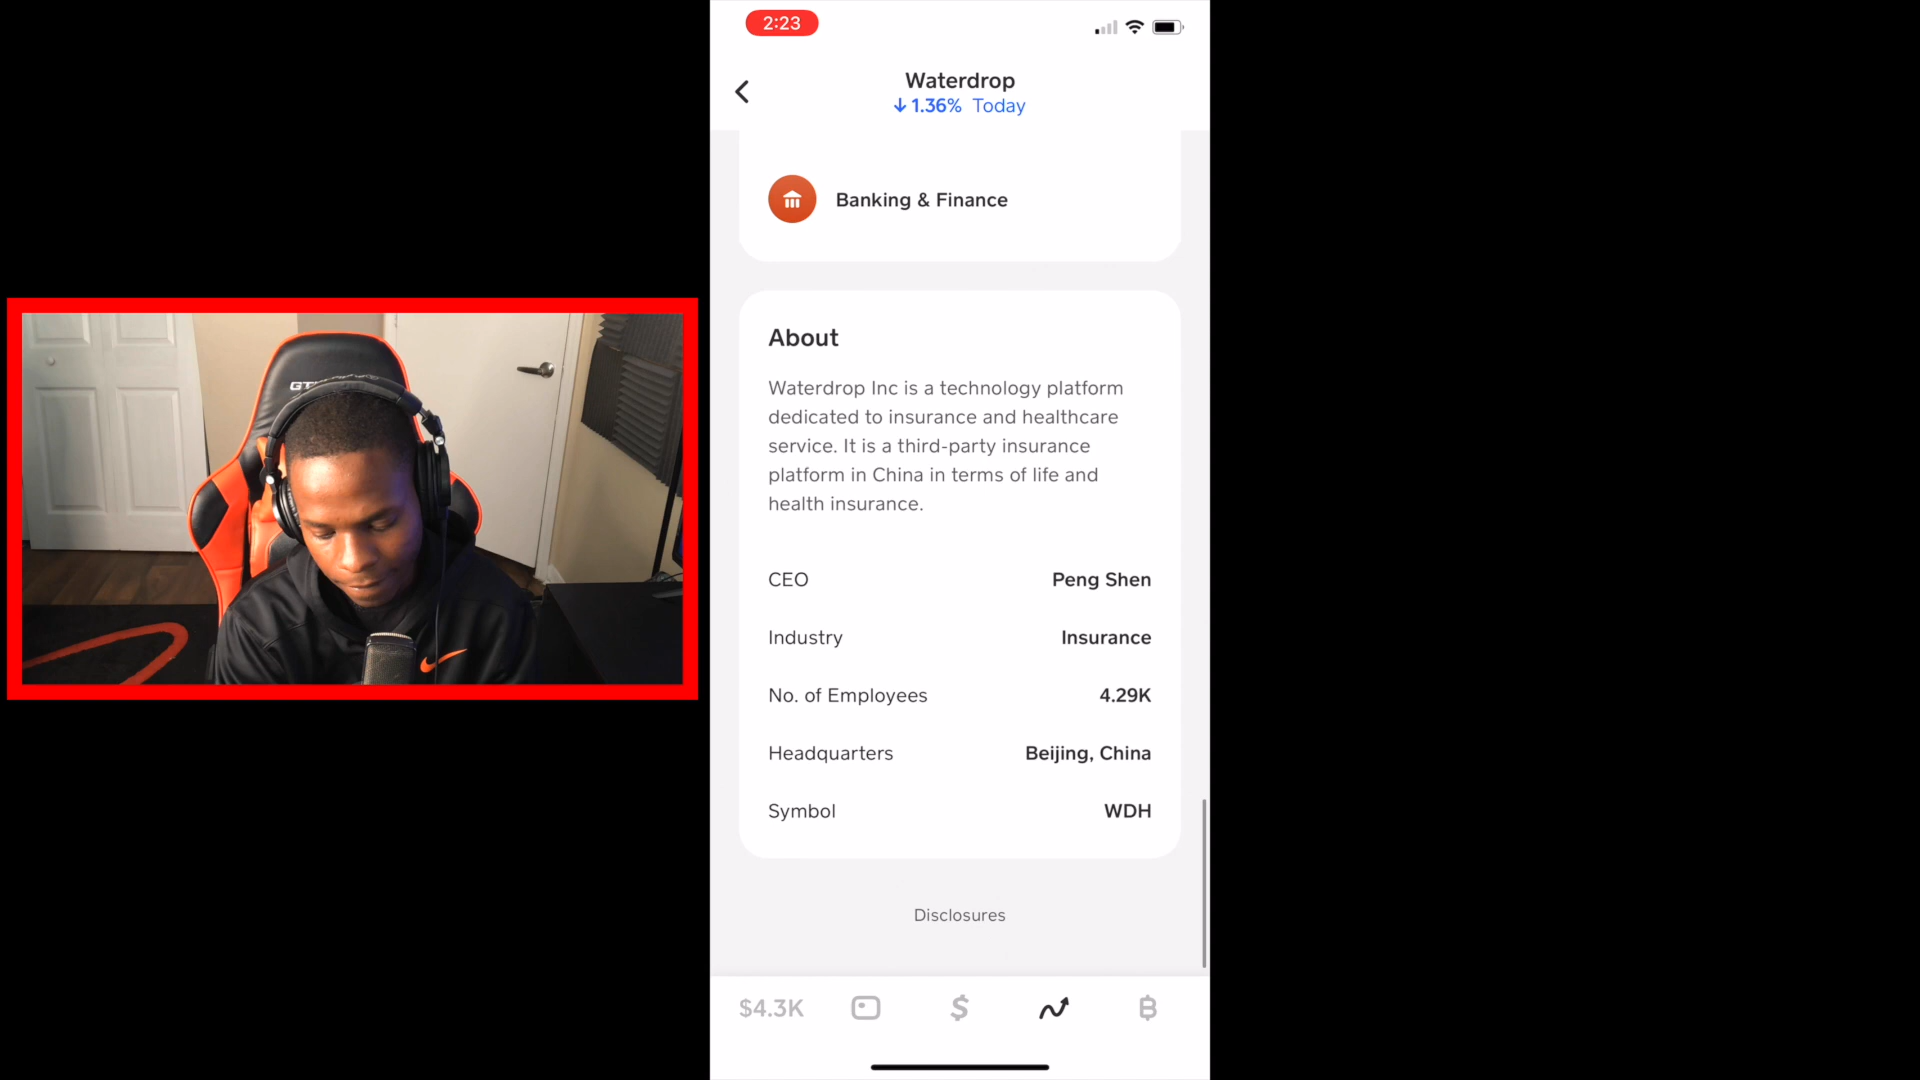 2:23
Waterdrop
↓ 1.36% Today
Banking & Finance
About
Waterdrop Inc is a technology platform
dedicated to insurance and healthcare
service. It is a third-party insurance
platform in China in terms of life and
health insurance.
CEO Peng Shen
Industry Insurance
No. of Employees 4.29K
Headquarters Beijing, China
Symbol WDH
Disclosures
$4.3K
GT